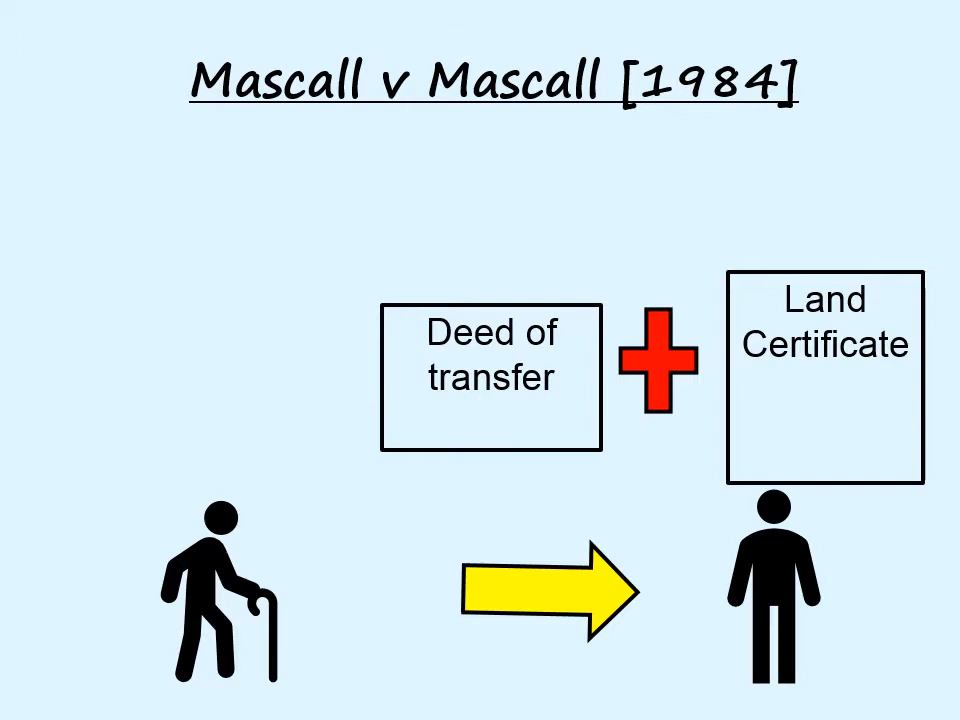 Mascall v Mascall [1984]
Deed of
transfer
Land
Certificate